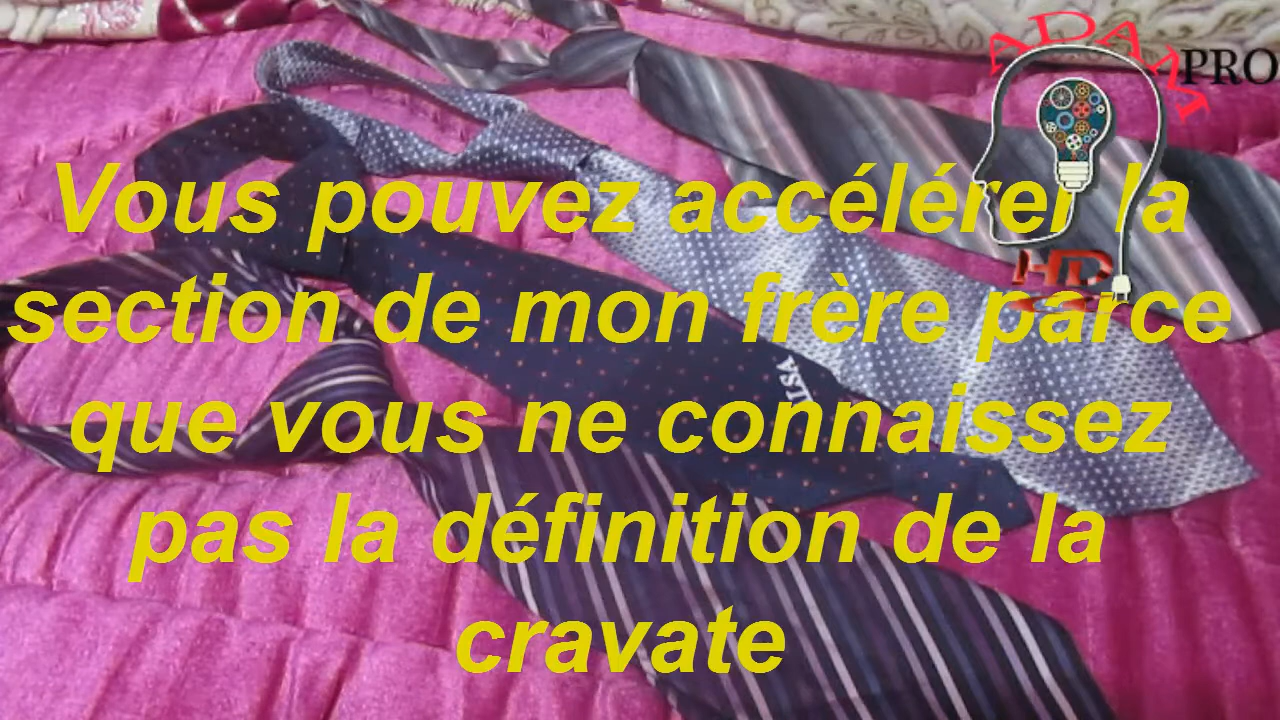 ADAM PRO
HD
Vous pouvez accélérer la
section de mon frère parce
que vous ne connaissez
pas la définition de la
cravate